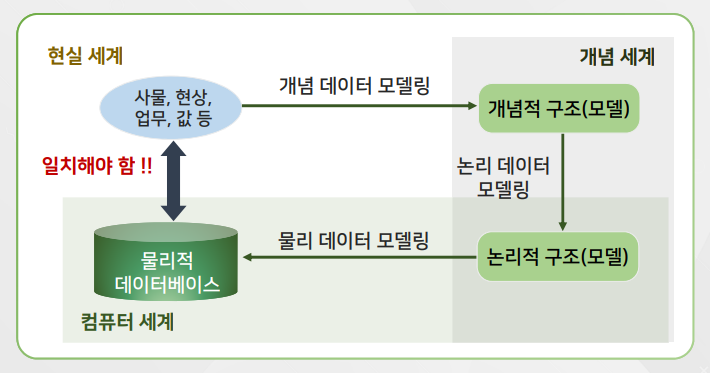 현실 세계
개념 세계
사물, 현상,
업무, 값 등
개념 데이터 모델링
개념적 구조(모델)
일치해야 함 !!
논리 데이터
모델링
물리적
데이터베이스
물리 데이터 모델링
논리적 구조(모델)
컴퓨터 세계